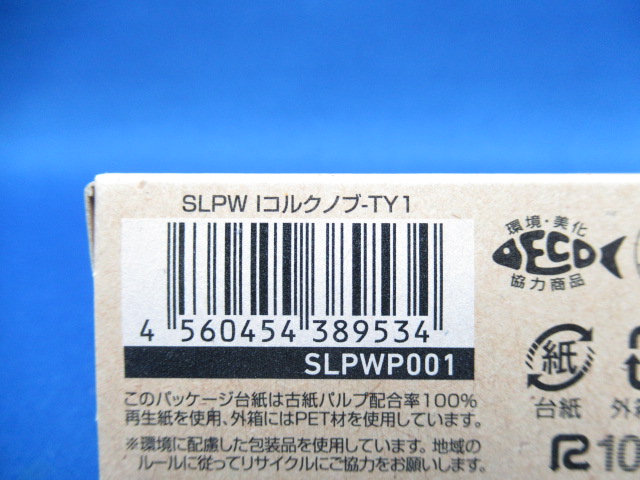 SLPW Iコルクノブ-TY1
4 560454 389534
SLPWP001
このパッケージ台紙は古紙パルプ配合率100%
再生紙を使用、外箱にはPET材を使用しています。
※環境に配慮した包装品を使用しています。地域の
ルールに従ってリサイクルにご協力をお願いします。
環境・美化
ECO
協力商品
紙
台紙
外
R10